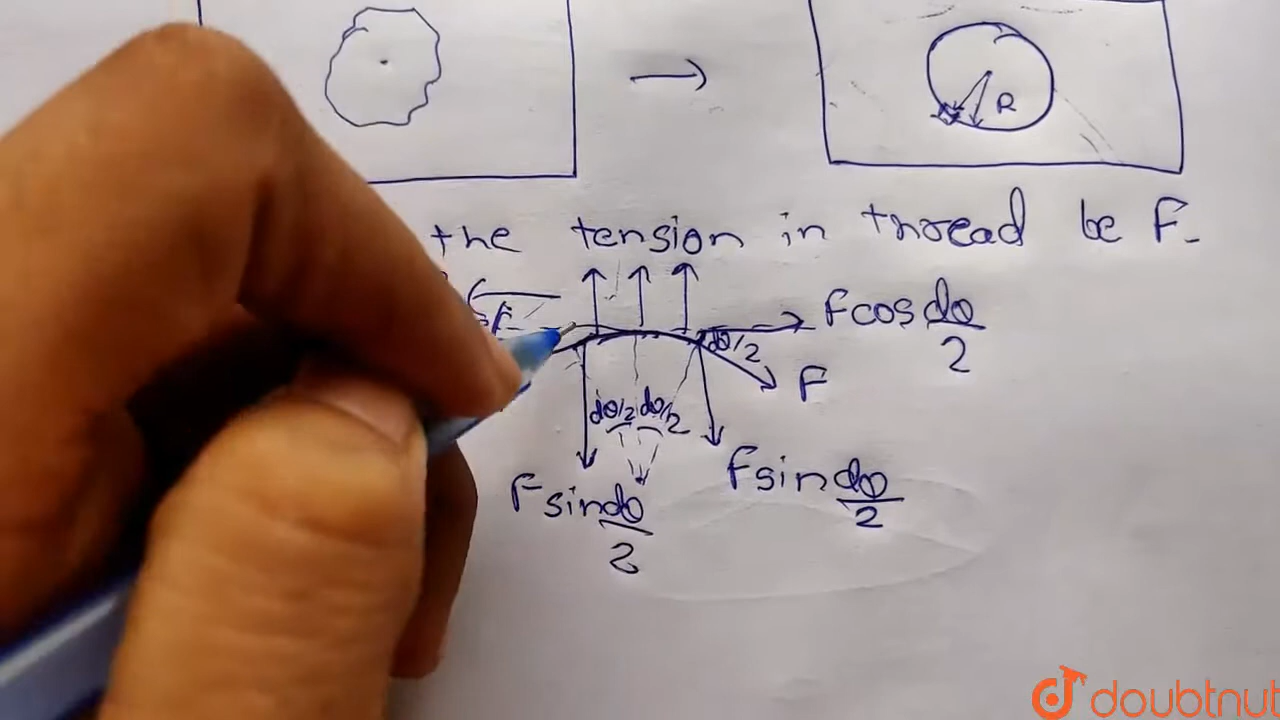 R
the tension in thread be F.
F cos dθ/2
dθ/2
F
dθ/2 dθ/2
F sin dθ/2
F sin dθ/2
doubtnut